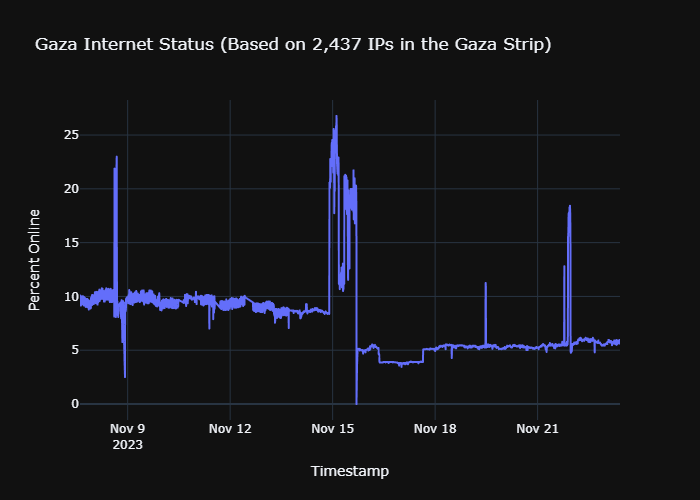 Gaza Internet Status (Based on 2,437 IPs in the Gaza Strip)
25
20
15
10
5
0
Percent Online
Nov 9
2023
Nov 12
Nov 15
Nov 18
Nov 21
Timestamp